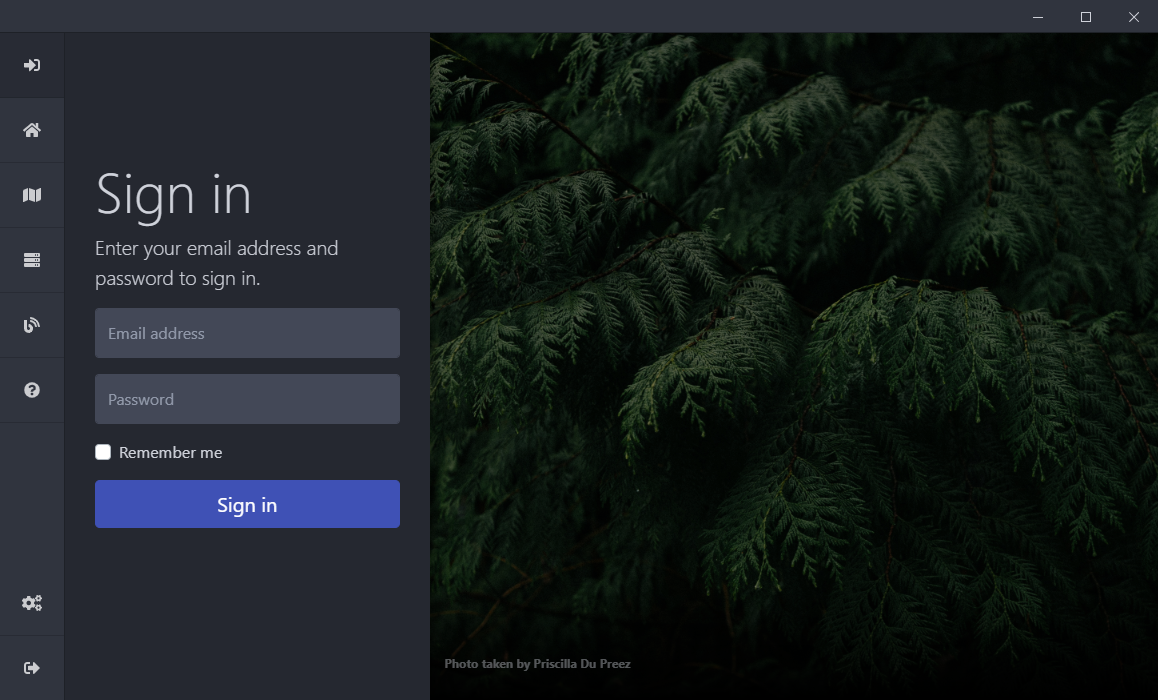 Sign in
Enter your email address and
password to sign in.
Email address
Password
Remember me
Sign in
Photo taken by Priscilla Du Preez